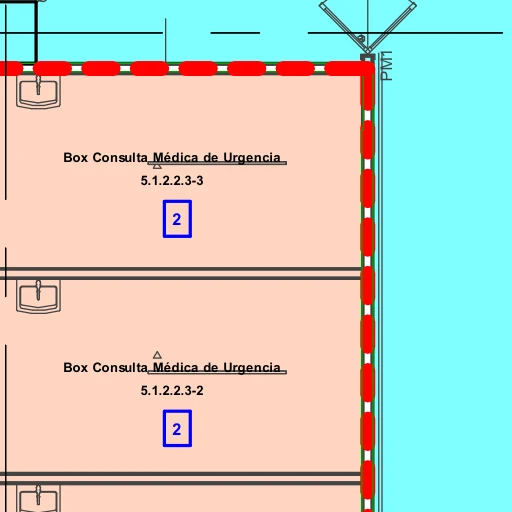 PM1
Box Consulta Médica de Urgencia
5.1.2.2.3-3
2
Box Consulta Médica de Urgencia
5.1.2.2.3-2
2